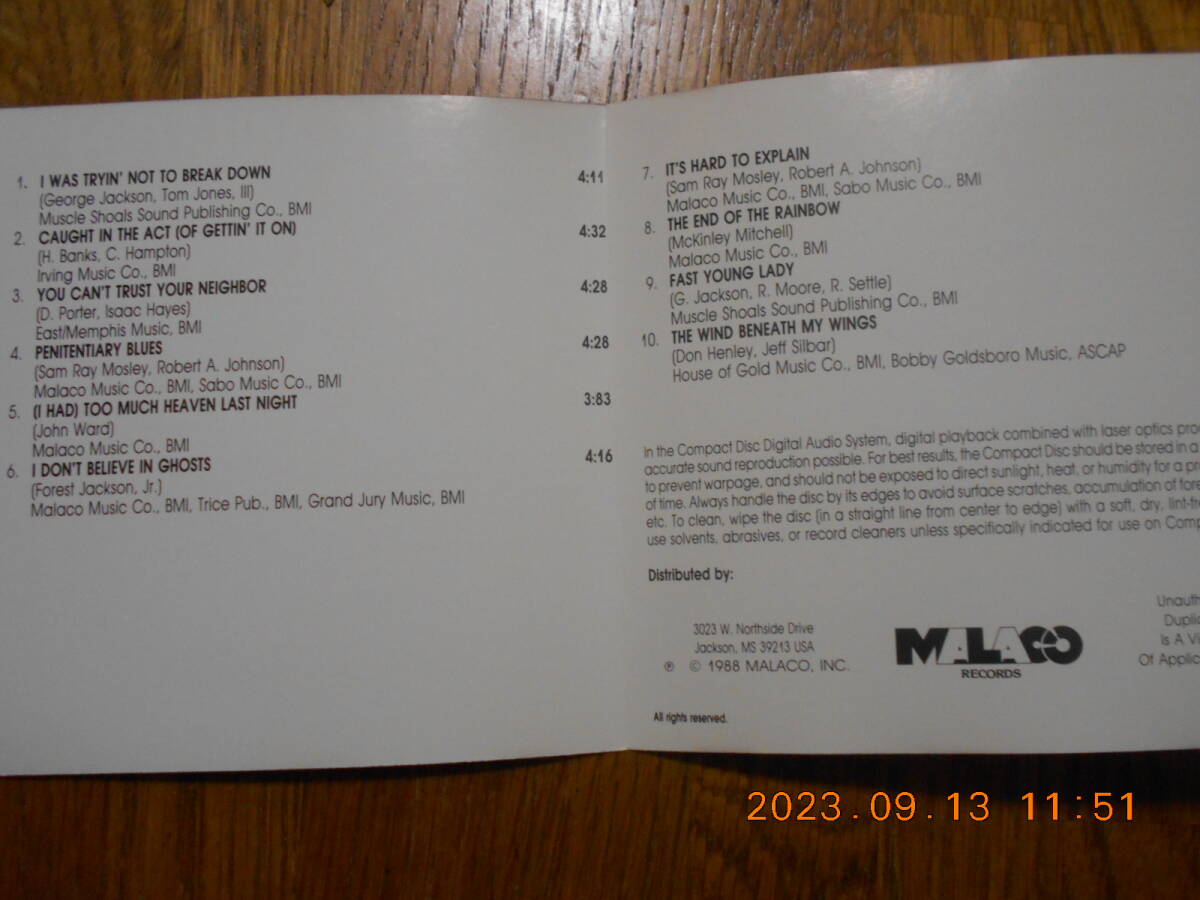 1. I WAS TRYIN' NOT TO BREAK DOWN 4:11
(George Jackson, Tom Jones, III)
Muscle Shoals Sound Publishing Co., BMI
2. CAUGHT IN THE ACT (OF GETTIN' IT ON) 4:32
(H. Banks, C. Hampton)
Irving Music Co., BMI
3. YOU CAN'T TRUST YOUR NEIGHBOR 4:28
(D. Porter, Isaac Hayes)
East/Memphis Music, BMI
4. PENITENTIARY BLUES 4:28
(Sam Ray Mosley, Robert A. Johnson)
Malaco Music Co., BMI, Sabo Music Co., BMI
5. (I HAD) TOO MUCH HEAVEN LAST NIGHT 3:83
(John Ward)
Malaco Music Co., BMI
6. I DON'T BELIEVE IN GHOSTS 4:16
(Forest Jackson, Jr.)
Malaco Music Co., BMI, Trice Pub., BMI, Grand Jury Music, BMI
7. IT'S HARD TO EXPLAIN
(Sam Ray Mosley, Robert A. Johnson)
Malaco Music Co., BMI, Sabo Music Co., BMI
8. THE END OF THE RAINBOW
(McKinley Mitchell)
Malaco Music Co., BMI
9. FAST YOUNG LADY
(G. Jackson, R. Moore, R. Settle)
Muscle Shoals Sound Publishing Co., BMI
10. THE WIND BENEATH MY WINGS
(Don Henley, Jeff Silbar)
House of Gold Music Co., BMI, Bobby Goldsboro Music, ASCAP
In the Compact Disc Digital Audio System, digital playback combined with laser optics pro
accurate sound reproduction possible. For best results, the Compact Disc should be stored in a
to prevent warpage, and should not be exposed to direct sunlight, heat, or humidity for a pr
of time. Always handle the disc by its edges to avoid surface scratches, accumulation of fore
etc. To clean, wipe the disc (in a straight line from center to edge) with a soft, dry, lint-fr
use solvents, abrasives, or record cleaners unless specifically indicated for use on Comp
Distributed by:
3023 W. Northside Drive
Jackson, MS 39213 USA
℗ © 1988 MALACO, INC.
MALACO
RECORDS
Unauth
Duplic
Is A Vi
Of Applic
All rights reserved.
2023.09.13 11:51